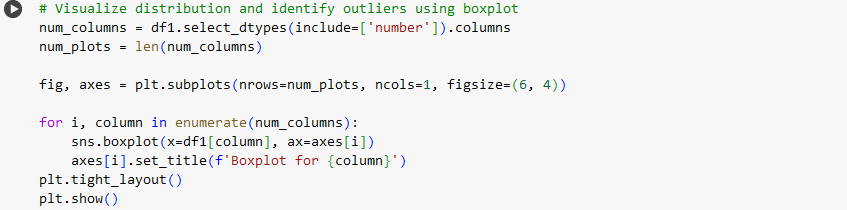 # Visualize distribution and identify outliers using boxplot
num_columns = df1.select_dtypes(include=['number']).columns
num_plots = len(num_columns)
fig, axes = plt.subplots(nrows=num_plots, ncols=1, figsize=(6, 4))
for i, column in enumerate(num_columns):
    sns.boxplot(x=df1[column], ax=axes[i])
    axes[i].set_title(f'Boxplot for {column}')
plt.tight_layout()
plt.show()